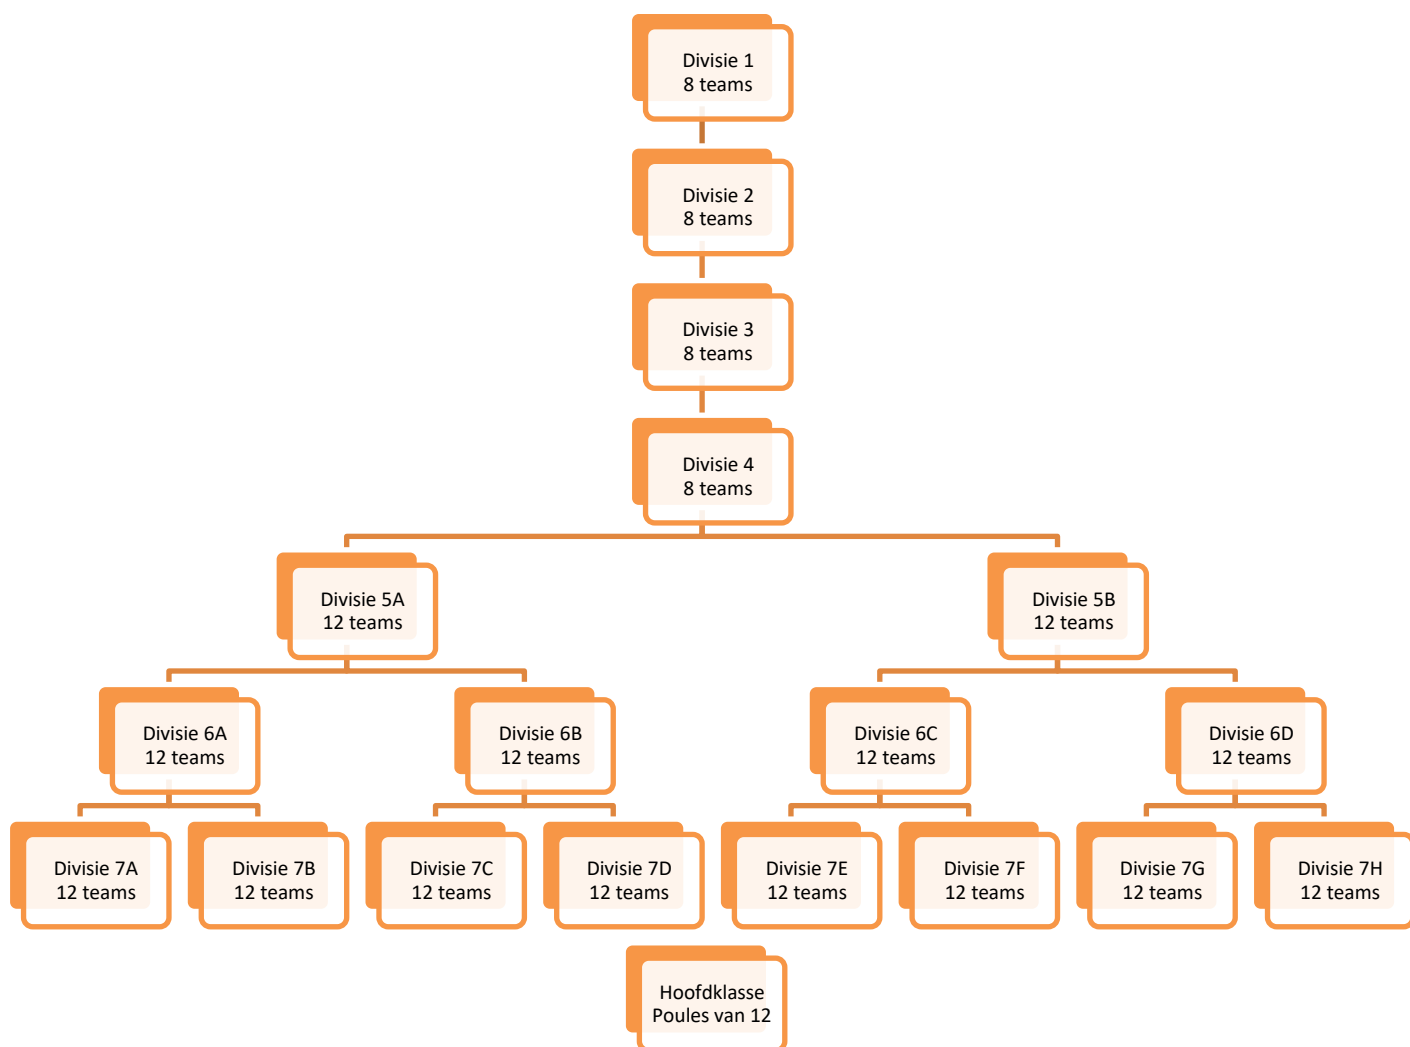 Divisie 1
8 teams
Divisie 2
8 teams
Divisie 3
8 teams
Divisie 4
8 teams
Divisie 5A
12 teams
Divisie 5B
12 teams
Divisie 6A
12 teams
Divisie 6B
12 teams
Divisie 6C
12 teams
Divisie 6D
12 teams
Divisie 7A
12 teams
Divisie 7B
12 teams
Divisie 7C
12 teams
Divisie 7D
12 teams
Divisie 7E
12 teams
Divisie 7F
12 teams
Divisie 7G
12 teams
Divisie 7H
12 teams
Hoofdklasse
Poules van 12